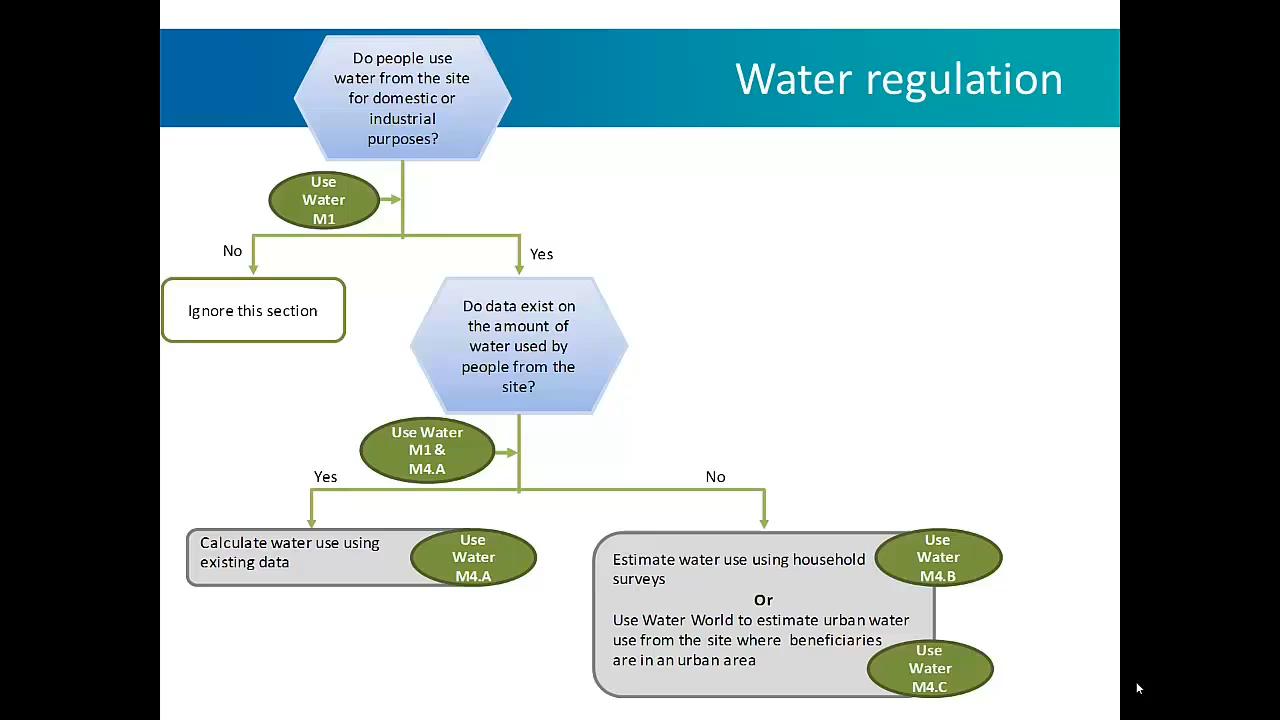 Do people use
water from the site
for domestic or
industrial
purposes?
Water regulation
Use
Water
M1
No
Yes
Ignore this section
Do data exist on
the amount of
water used by
people from the
site?
Use Water
M1 &
M4.A
Yes
No
Calculate water use using
existing data
Use
Water
M4.A
Estimate water use using household
surveys
Use
Water
M4.B
Or
Use Water World to estimate urban water
use from the site where beneficiaries
are in an urban area
Use
Water
M4.C